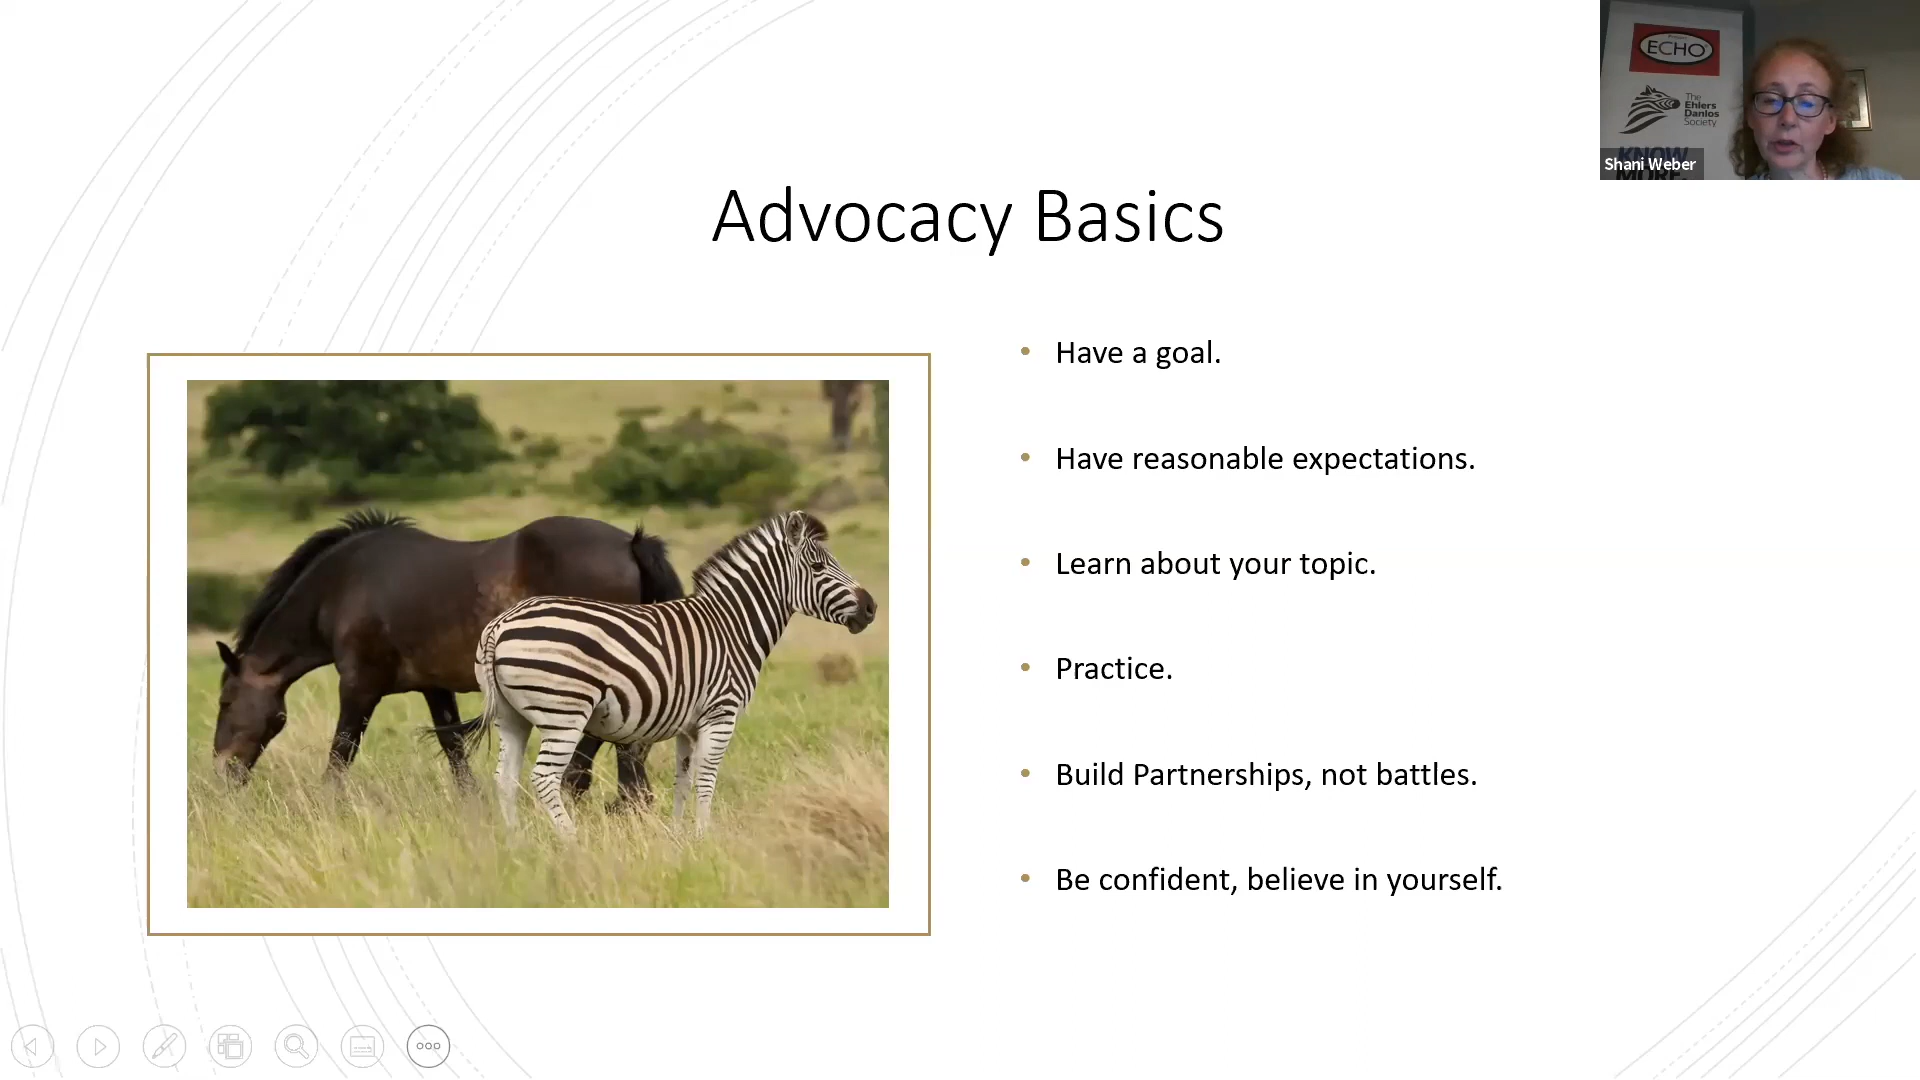 ECHO
The
Ehlers
Danlos
Society
KNOW
MORE.
Shani Weber
Advocacy Basics
• Have a goal.
• Have reasonable expectations.
• Learn about your topic.
• Practice.
• Build Partnerships, not battles.
• Be confident, believe in yourself.